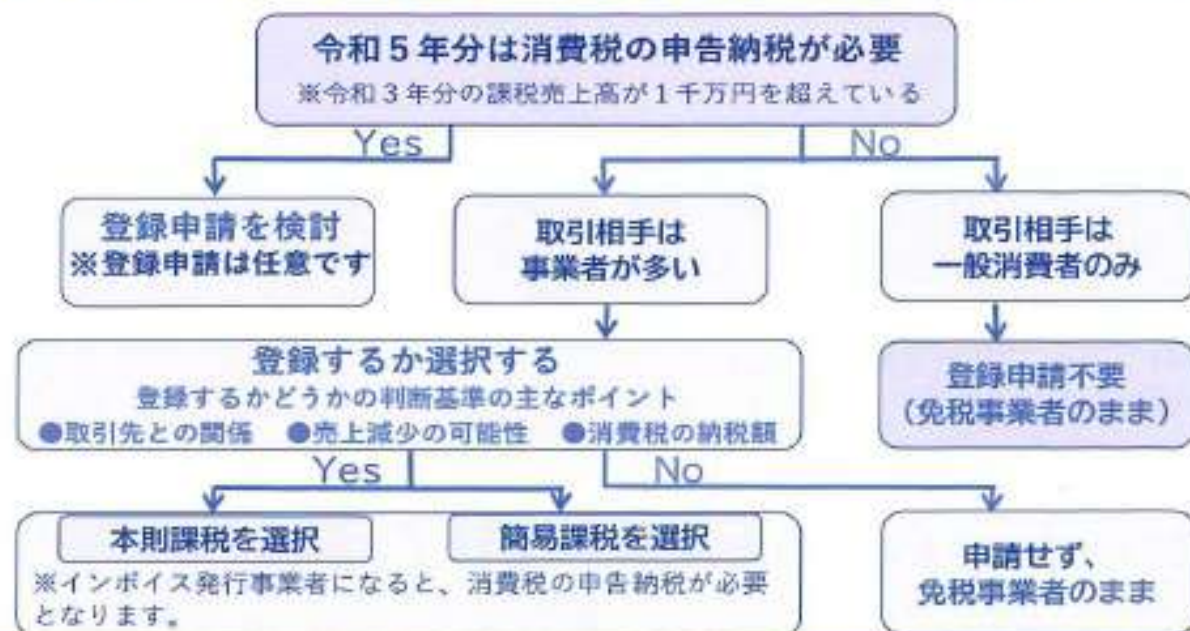 令和5年分は消費税の申告納税が必要
※令和3年分の課税売上高が1千万円を超えている
Yes
No
登録申請を検討
※登録申請は任意です
取引相手は
事業者が多い
取引相手は
一般消費者のみ
登録するか選択する
登録するかどうかの判断基準の主なポイント
●取引先との関係 ●売上減少の可能性 ●消費税の納税額
登録申請不要
(免税事業者のまま)
Yes
No
本則課税を選択
簡易課税を選択
※インボイス発行事業者になると、消費税の申告納税が必要
となります。
申請せず、
免税事業者のまま